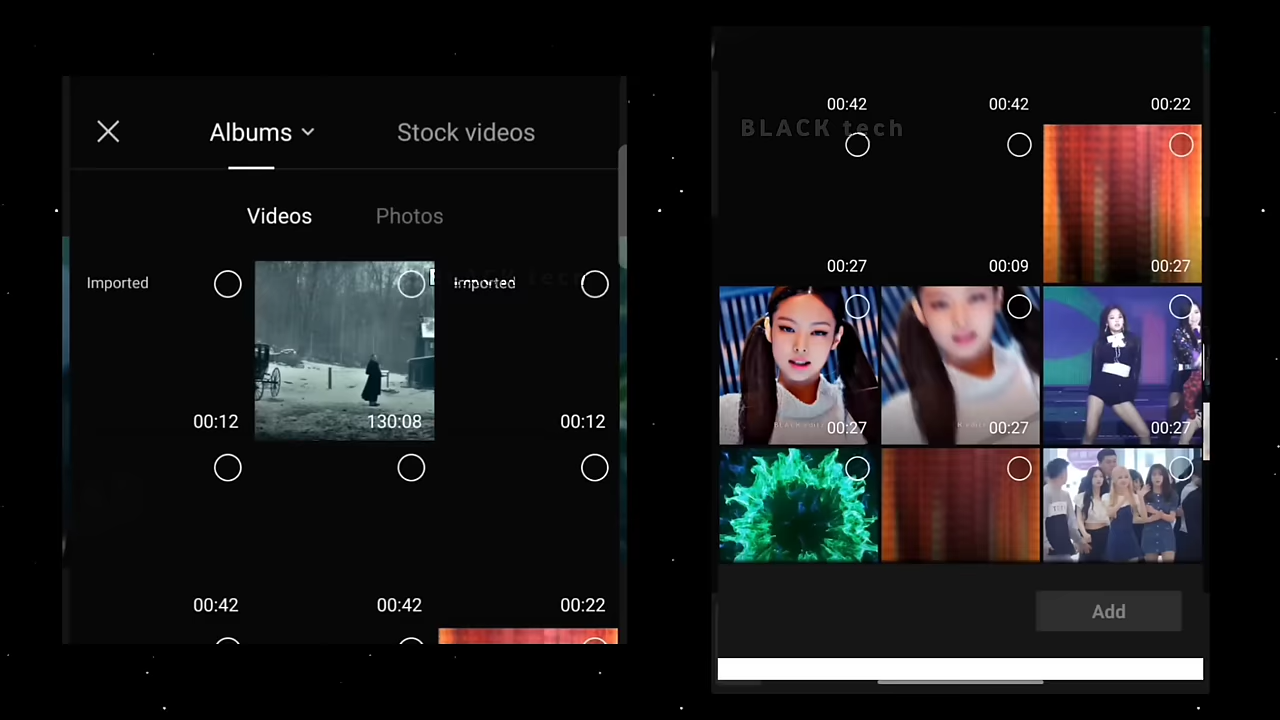 Albums
Stock videos
Videos
Photos
Imported
Imported
00:12
130:08
00:12
00:42
00:42
00:22
00:42
00:42
00:22
BLACK tech
00:27
00:09
00:27
00:27
00:27
00:27
Add